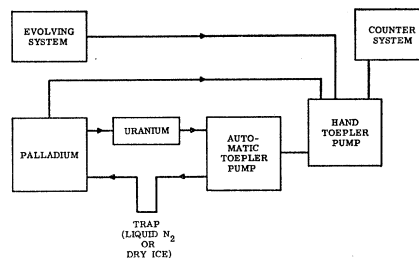 EVOLVING
SYSTEM
COUNTER
SYSTEM
PALLADIUM
URANIUM
AUTO-
MATIC
TOEPLER
PUMP
HAND
TOEPLER
PUMP
TRAP
(LIQUID N2
OR
DRY ICE)